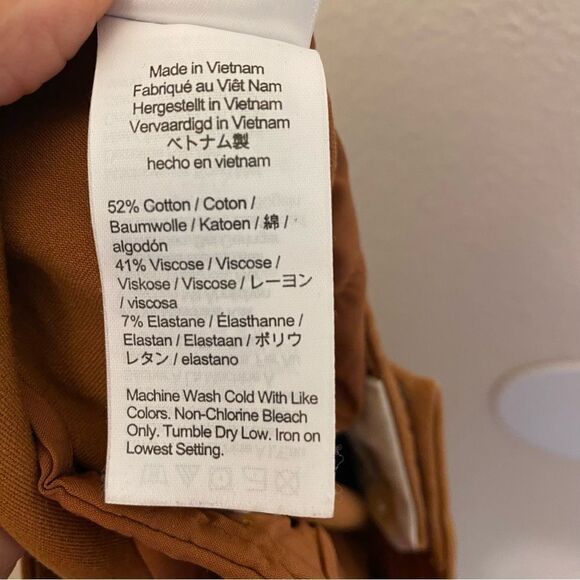 Made in Vietnam
Fabriqué au Viêt Nam
Hergestellt in Vietnam
Vervaardigd in Vietnam
ベトナム製
hecho en vietnam
52% Cotton / Coton /
Baumwolle / Katoen / 綿 /
algodón
41% Viscose / Viscose /
Viskose / Viscose / レーヨン
/ viscosa
7% Elastane / Élasthanne /
Elastan / Elastaan / ポリウ
レタン / elastano
Machine Wash Cold With Like
Colors. Non-Chlorine Bleach
Only. Tumble Dry Low. Iron on
Lowest Setting.